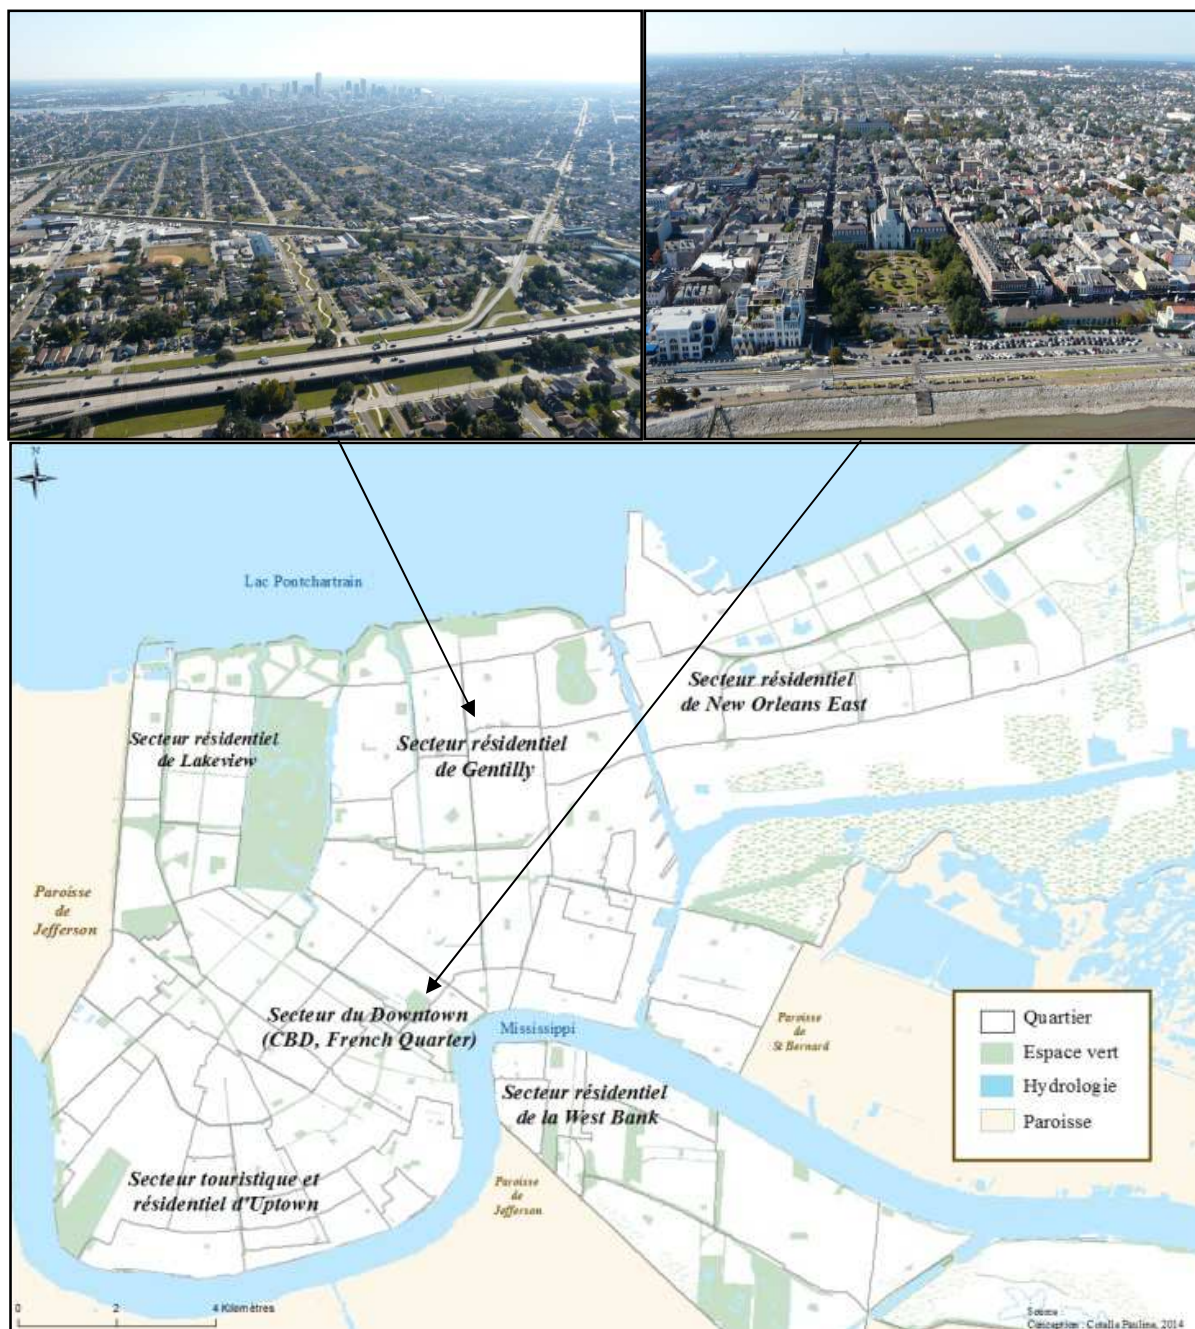 N
Lac Pontchartrain
Secteur résidentiel
de New Orleans East
Secteur résidentiel
de Lakeview
Secteur résidentiel
de Gentilly
Paroisse
de
Jefferson
Secteur du Downtown
(CBD, French Quarter)
Mississippi
Paroisse
de
St Bernard
Quartier
Espace vert
Hydrologie
Paroisse
Secteur résidentiel
de la West Bank
Secteur touristique et
résidentiel d'Uptown
Paroisse
de
Jefferson
0 2 4 Kilomètres
Source :
Conception : Cotella Pauline, 2014